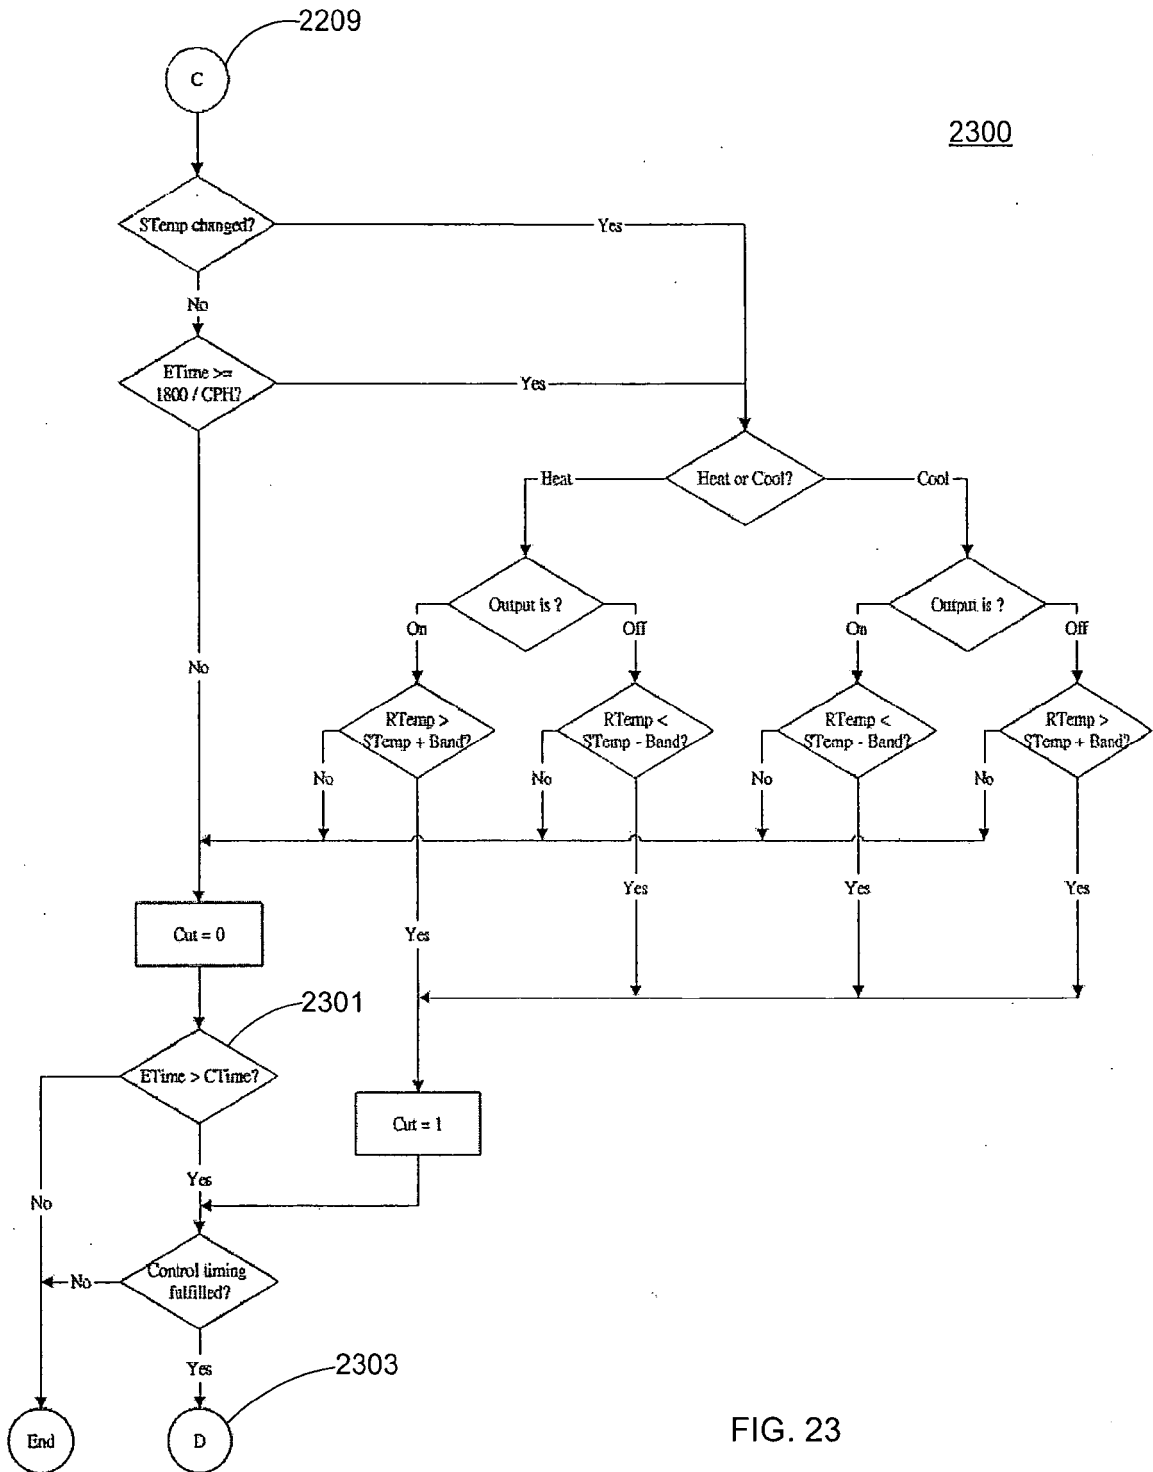 2209
C
2300
STemp changed?
Yes
No
ETime >=
1800 / CPH?
Yes
Heat or Cool?
Heat
Cool
Output is ?
Output is ?
On
Off
On
Off
No
RTemp >
STemp + Band?
RTemp <
STemp - Band?
RTemp <
STemp - Band?
RTemp >
STemp + Band?
No
No
No
No
Yes
Yes
Yes
Yes
Cut = 0
2301
ETime > CTime?
Cut = 1
Yes
No
Control timing
fulfilled?
No
Yes
2303
End
D
FIG. 23